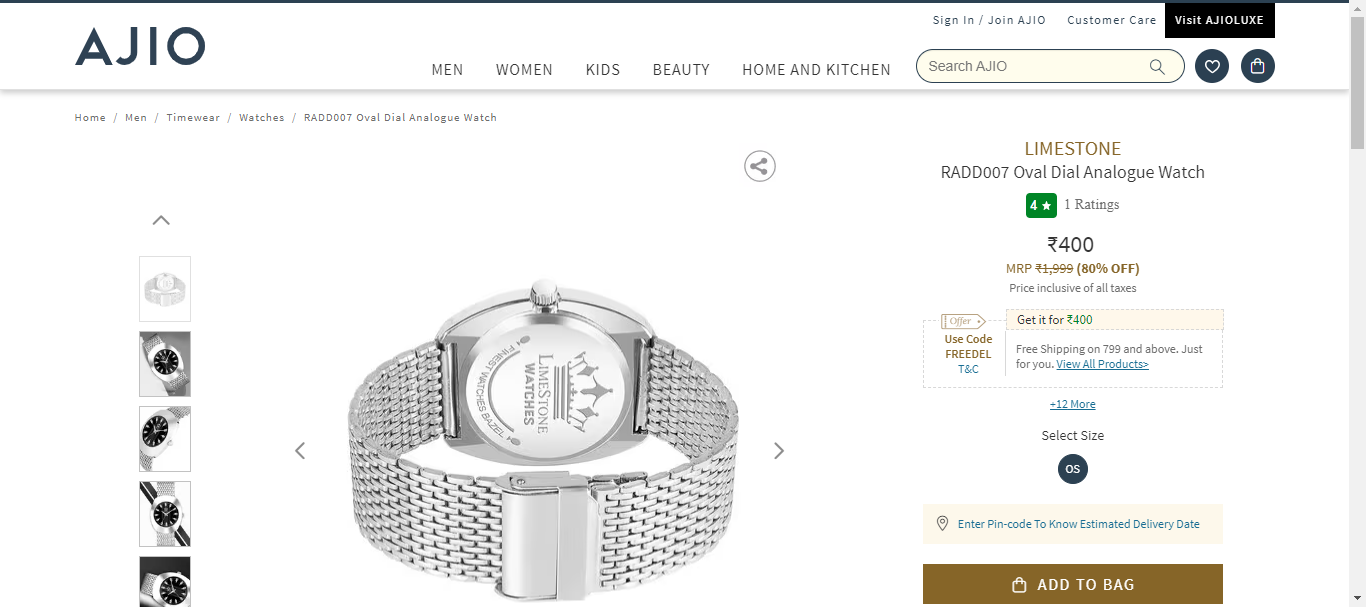 Sign In / Join AJIO
Customer Care
Visit AJIOLUXE
AJIO
MEN
WOMEN
KIDS
BEAUTY
HOME AND KITCHEN
Search AJIO
Home / Men / Timewear / Watches / RADD007 Oval Dial Analogue Watch
FINEST WATCHES BAZEL
LIMESTONE
WATCHES
LIMESTONE
RADD007 Oval Dial Analogue Watch
4 ★ 1 Ratings
₹400
MRP ₹1,999 (80% OFF)
Price inclusive of all taxes
Offer
Use Code
FREEDEL
T&C
Get it for ₹400
Free Shipping on 799 and above. Just
for you. View All Products>
+12 More
Select Size
OS
Enter Pin-code To Know Estimated Delivery Date
ADD TO BAG